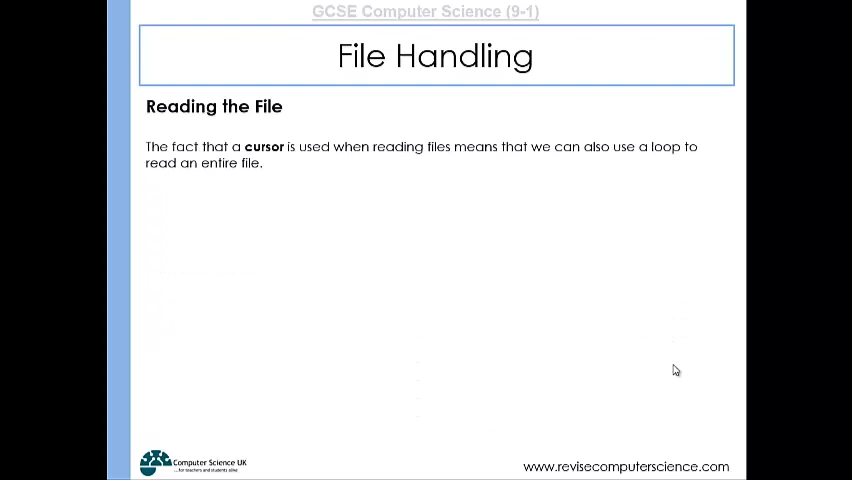 GCSE Computer Science (9-1)
File Handling
Reading the File
The fact that a cursor is used when reading files means that we can also use a loop to
read an entire file.
Computer Science UK
...for teachers and students alike
www.revisecomputerscience.com